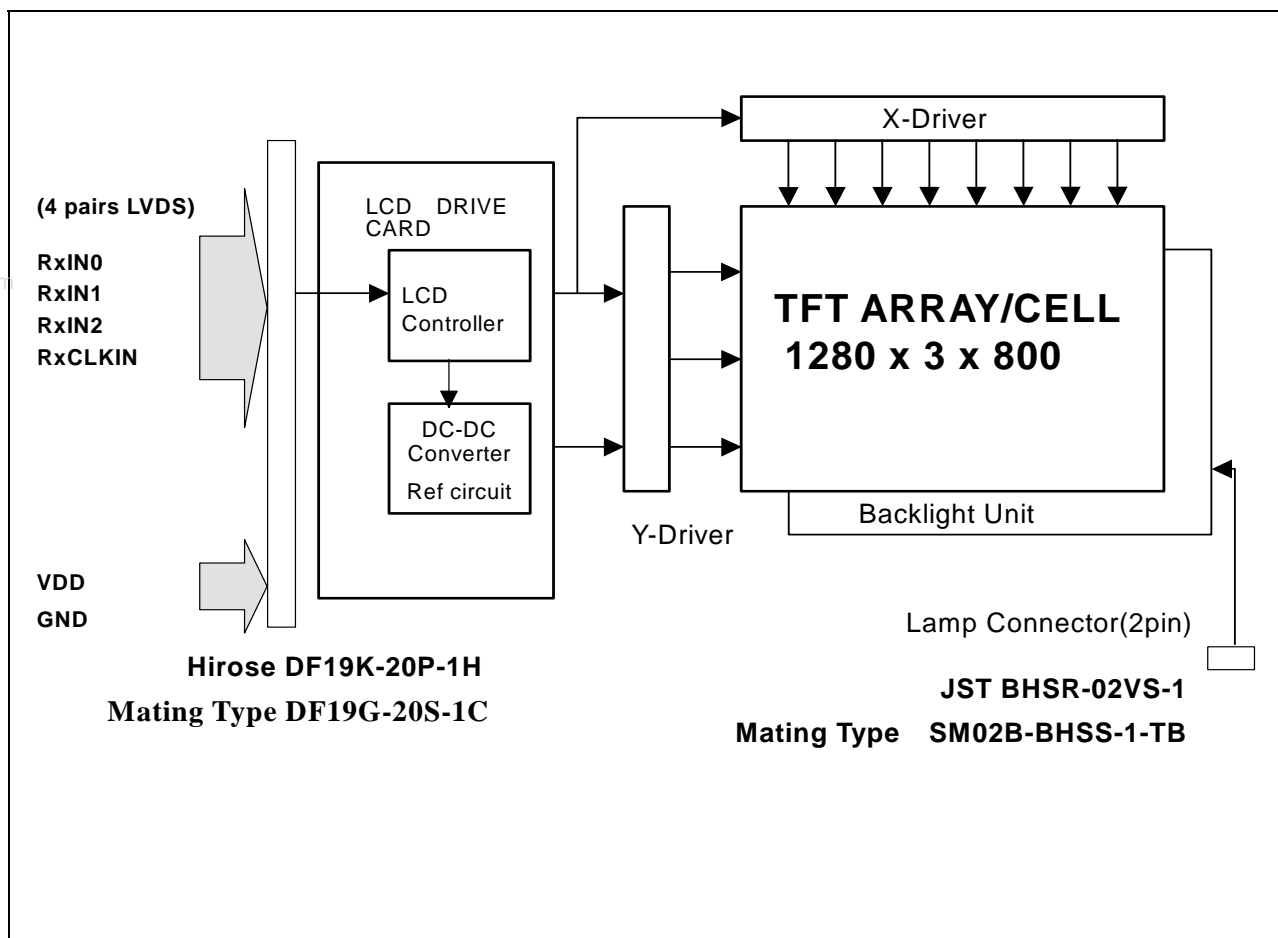 X-Driver
(4 pairs LVDS)
RxIN0
RxIN1
RxIN2
RxCLKIN
LCD DRIVE
CARD
LCD
Controller
DC-DC
Converter
Ref circuit
TFT ARRAY/CELL
1280 x 3 x 800
Backlight Unit
Y-Driver
VDD
GND
Hirose DF19K-20P-1H
Mating Type DF19G-20S-1C
Lamp Connector(2pin)
JST BHSR-02VS-1
Mating Type SM02B-BHSS-1-TB